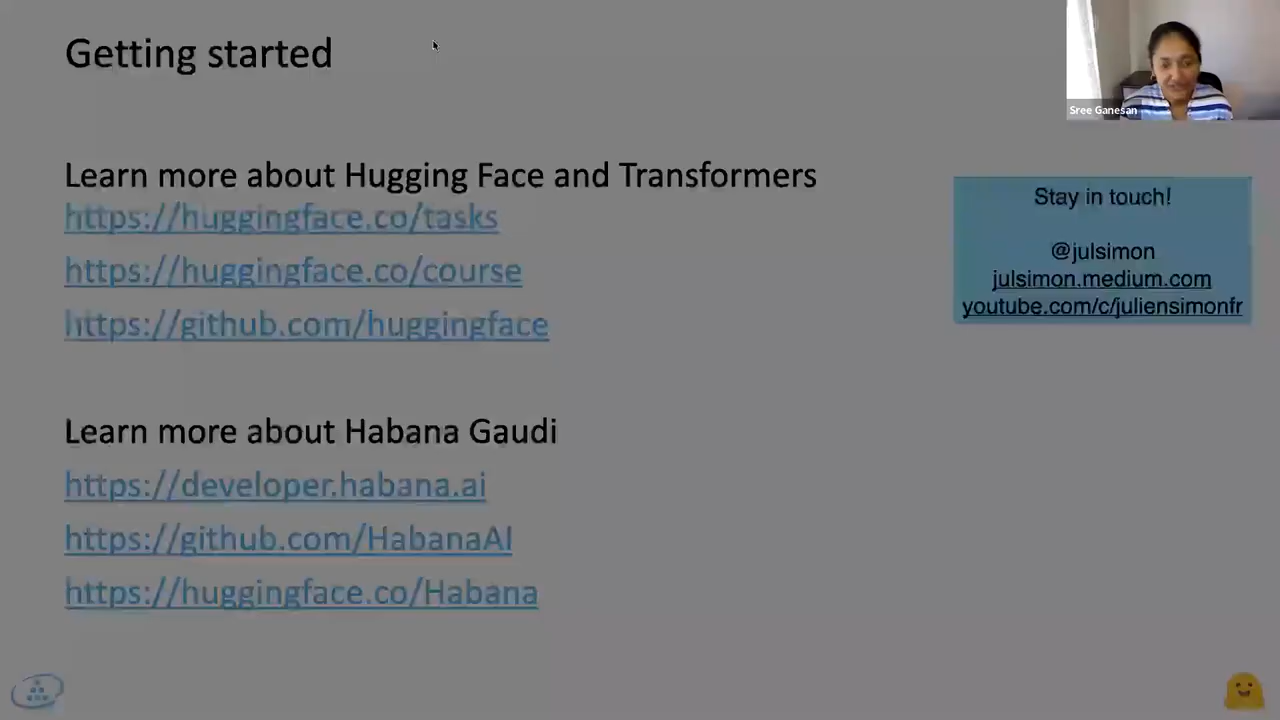 Getting started
Sree Ganesan
Learn more about Hugging Face and Transformers
https://huggingface.co/tasks
https://huggingface.co/course
https://github.com/huggingface
Stay in touch!
@julsimon
julsimon.medium.com
youtube.com/c/juliensimonfr
Learn more about Habana Gaudi
https://developer.habana.ai
https://github.com/HabanaAI
https://huggingface.co/Habana